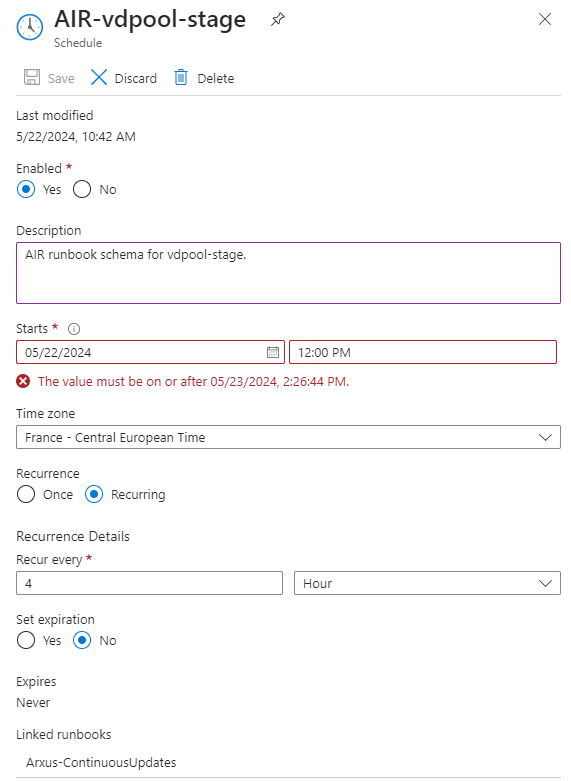 AIR-vdpool-stage
Schedule
Save Discard Delete
Last modified
5/22/2024, 10:42 AM
Enabled *
Yes No
Description
AIR runbook schema for vdpool-stage.
Starts *
05/22/2024 12:00 PM
The value must be on or after 05/23/2024, 2:26:44 PM.
Time zone
France - Central European Time
Recurrence
Once Recurring
Recurrence Details
Recur every *
4 Hour
Set expiration
Yes No
Expires
Never
Linked runbooks
Arxus-ContinuousUpdates